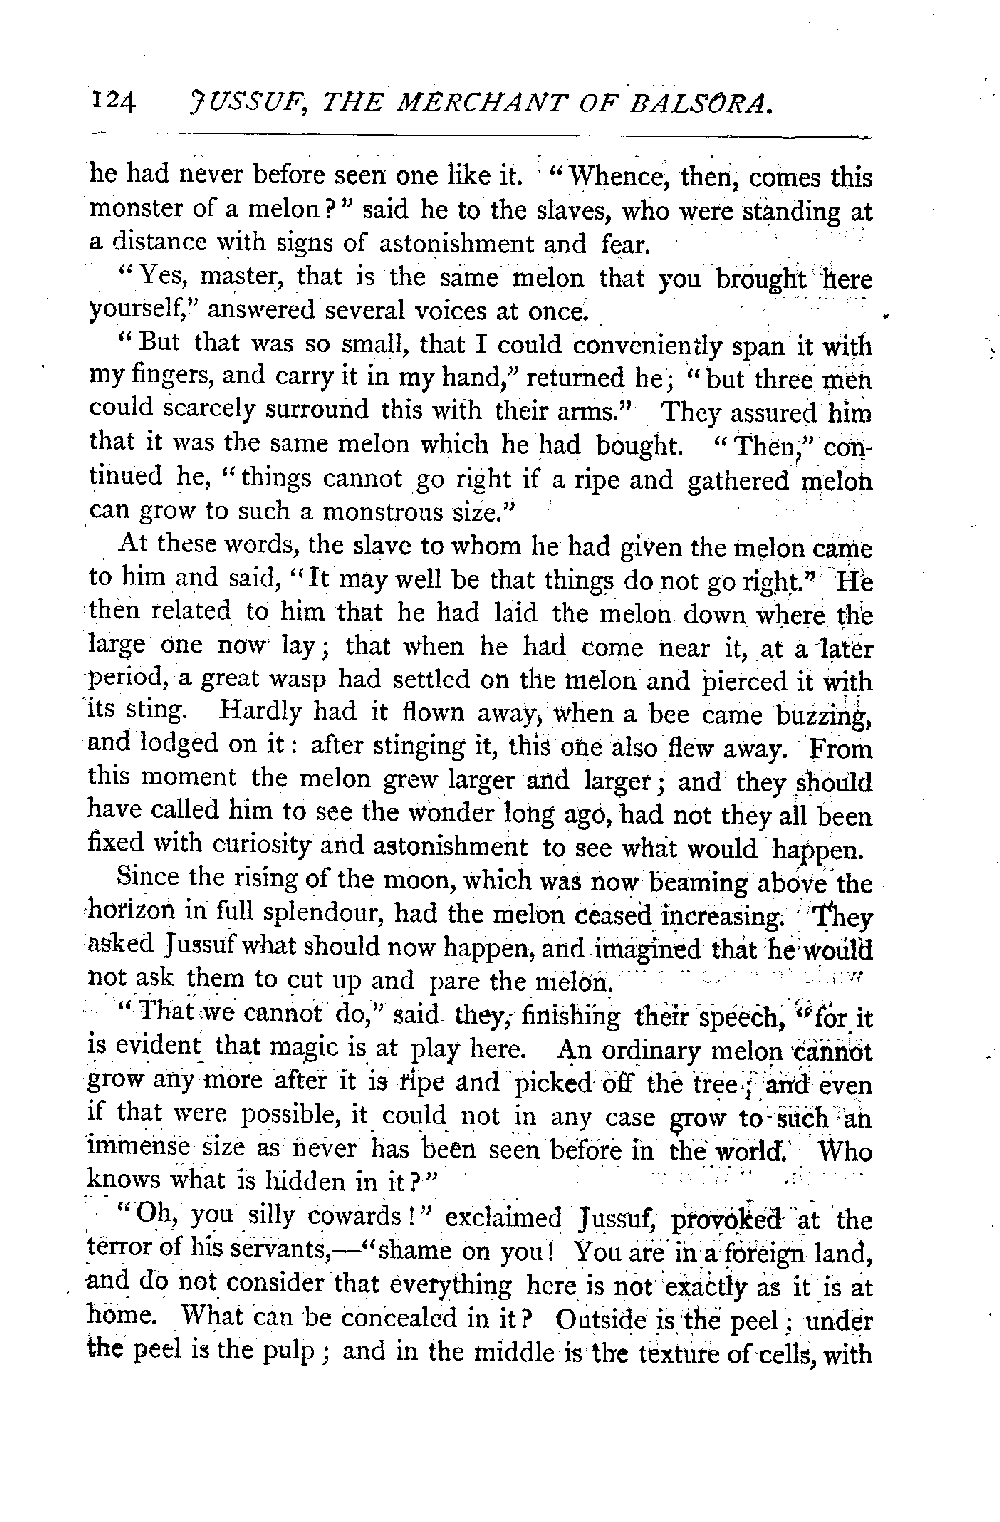 124 JUSSUF, THE MERCHANT OF BALSORA.
he had never before seen one like it. “Whence, then, comes this
monster of a melon?” said he to the slaves, who were standing at
a distance with signs of astonishment and fear.
“Yes, master, that is the same melon that you brought here
yourself,” answered several voices at once.
“But that was so small, that I could conveniently span it with
my fingers, and carry it in my hand,” returned he; “but three men
could scarcely surround this with their arms.” They assured him
that it was the same melon which he had bought. “Then,” con-
tinued he, “things cannot go right if a ripe and gathered melon
can grow to such a monstrous size.”
At these words, the slave to whom he had given the melon came
to him and said, “It may well be that things do not go right.” He
then related to him that he had laid the melon down where the
large one now lay; that when he had come near it, at a later
period, a great wasp had settled on the melon and pierced it with
its sting. Hardly had it flown away, when a bee came buzzing,
and lodged on it: after stinging it, this one also flew away. From
this moment the melon grew larger and larger; and they should
have called him to see the wonder long ago, had not they all been
fixed with curiosity and astonishment to see what would happen.
Since the rising of the moon, which was now beaming above the
horizon in full splendour, had the melon ceased increasing. They
asked Jussuf what should now happen, and imagined that he would
not ask them to cut up and pare the melon.
“That we cannot do,” said they, finishing their speech, “for it
is evident that magic is at play here. An ordinary melon cannot
grow any more after it is ripe and picked off the tree; and even
if that were possible, it could not in any case grow to such an
immense size as never has been seen before in the world. Who
knows what is hidden in it?”
“Oh, you silly cowards!” exclaimed Jussuf, provoked at the
terror of his servants,—“shame on you! You are in a foreign land,
and do not consider that everything here is not exactly as it is at
home. What can be concealed in it? Outside is the peel; under
the peel is the pulp; and in the middle is the texture of cells, with